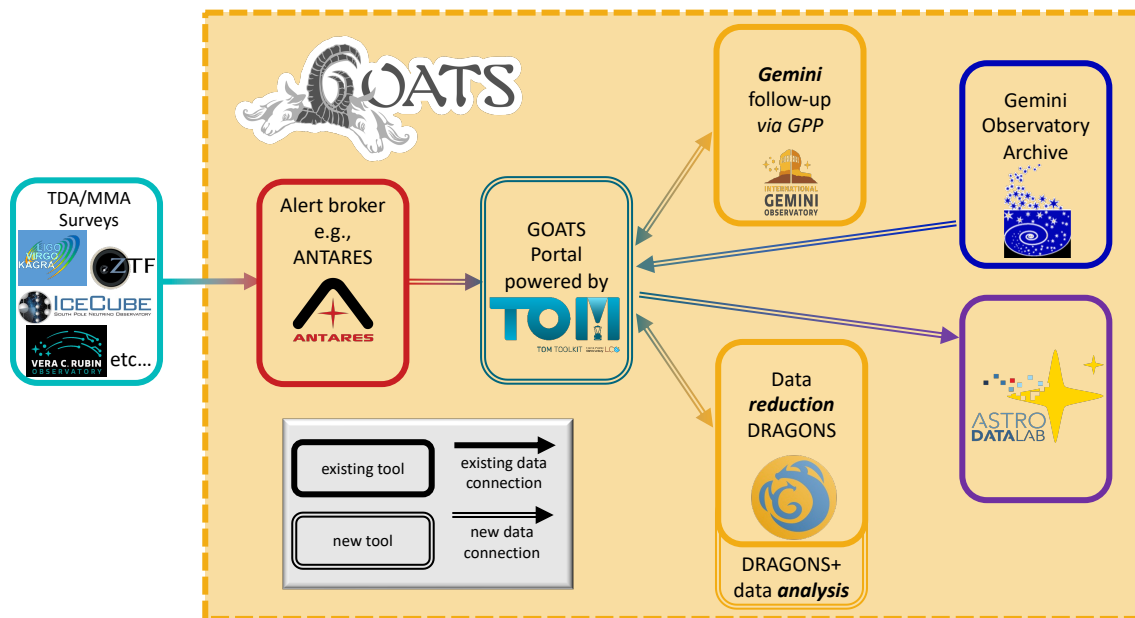 GOATS
TDA/MMA
Surveys
LIGO
VIRGO
KAGRA
ZTF
ICECUBE
SOUTH POLE NEUTRINO OBSERVATORY
VERA C. RUBIN
OBSERVATORY
etc...
Alert broker
e.g.,
ANTARES
ANTARES
GOATS
Portal
powered by
TOM
TOM TOOLKIT
LCO
Gemini
follow-up
via GPP
INTERNATIONAL
GEMINI
OBSERVATORY
Gemini
Observatory
Archive
ASTRO
DATALAB
Data
reduction
DRAGONS
DRAGONS+
data analysis
existing tool
existing data
connection
new tool
new data
connection